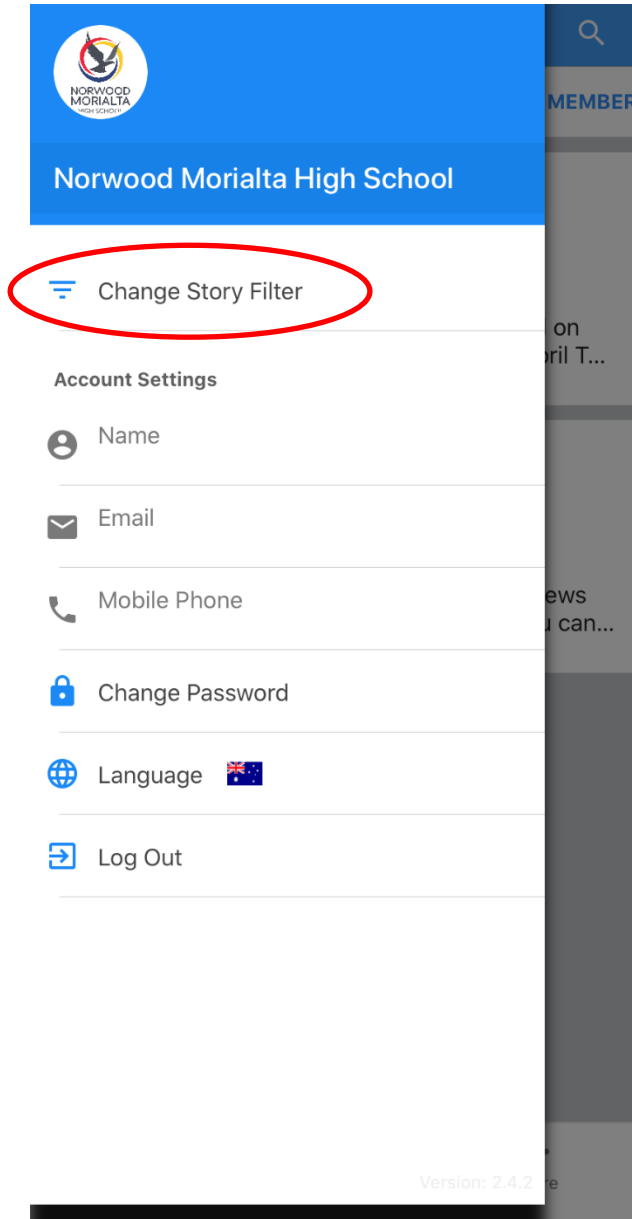 NORWOOD
MORIALTA
HIGH SCHOOL
MEMBER
Norwood Morialta High School
Change Story Filter
on
pril T...
Account Settings
Name
Email
Mobile Phone
ews
u can...
Change Password
Language
Log Out
Version: 2.4.2
re